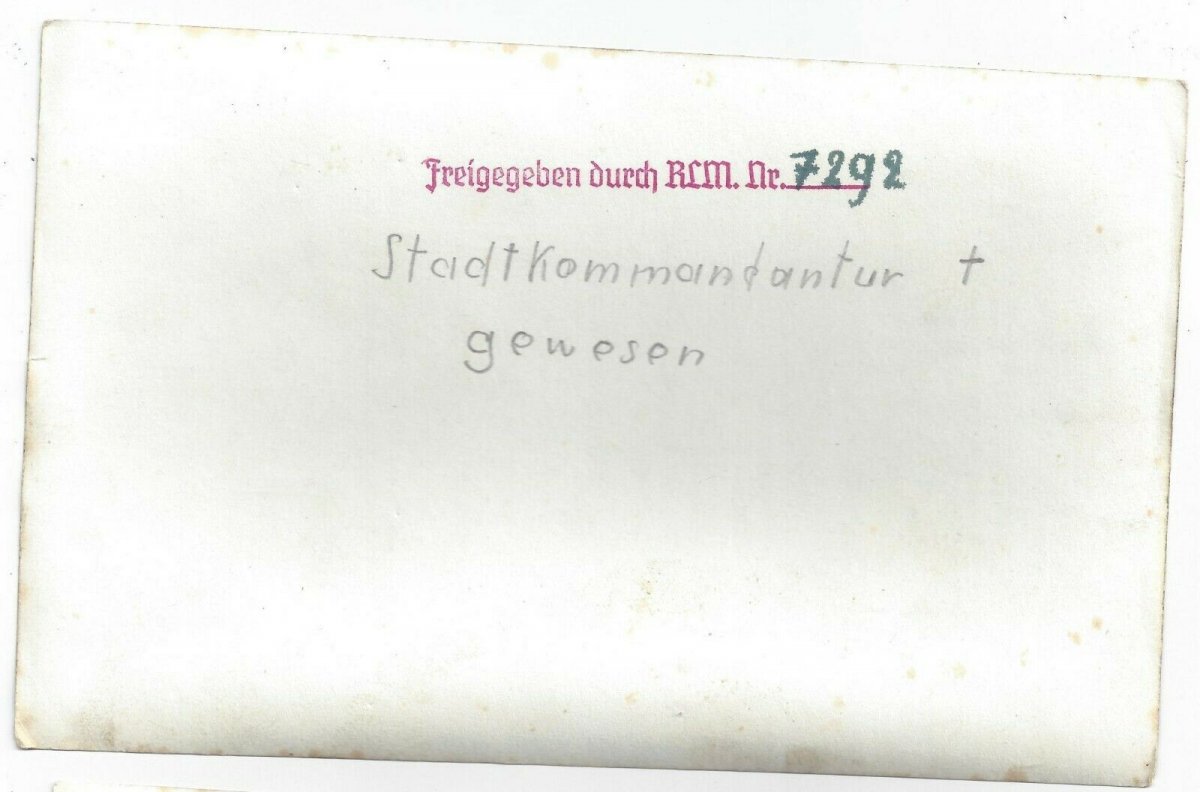 Freigegeben durch RLM. Nr. 7292
Stadtkommandantur †
gewesen